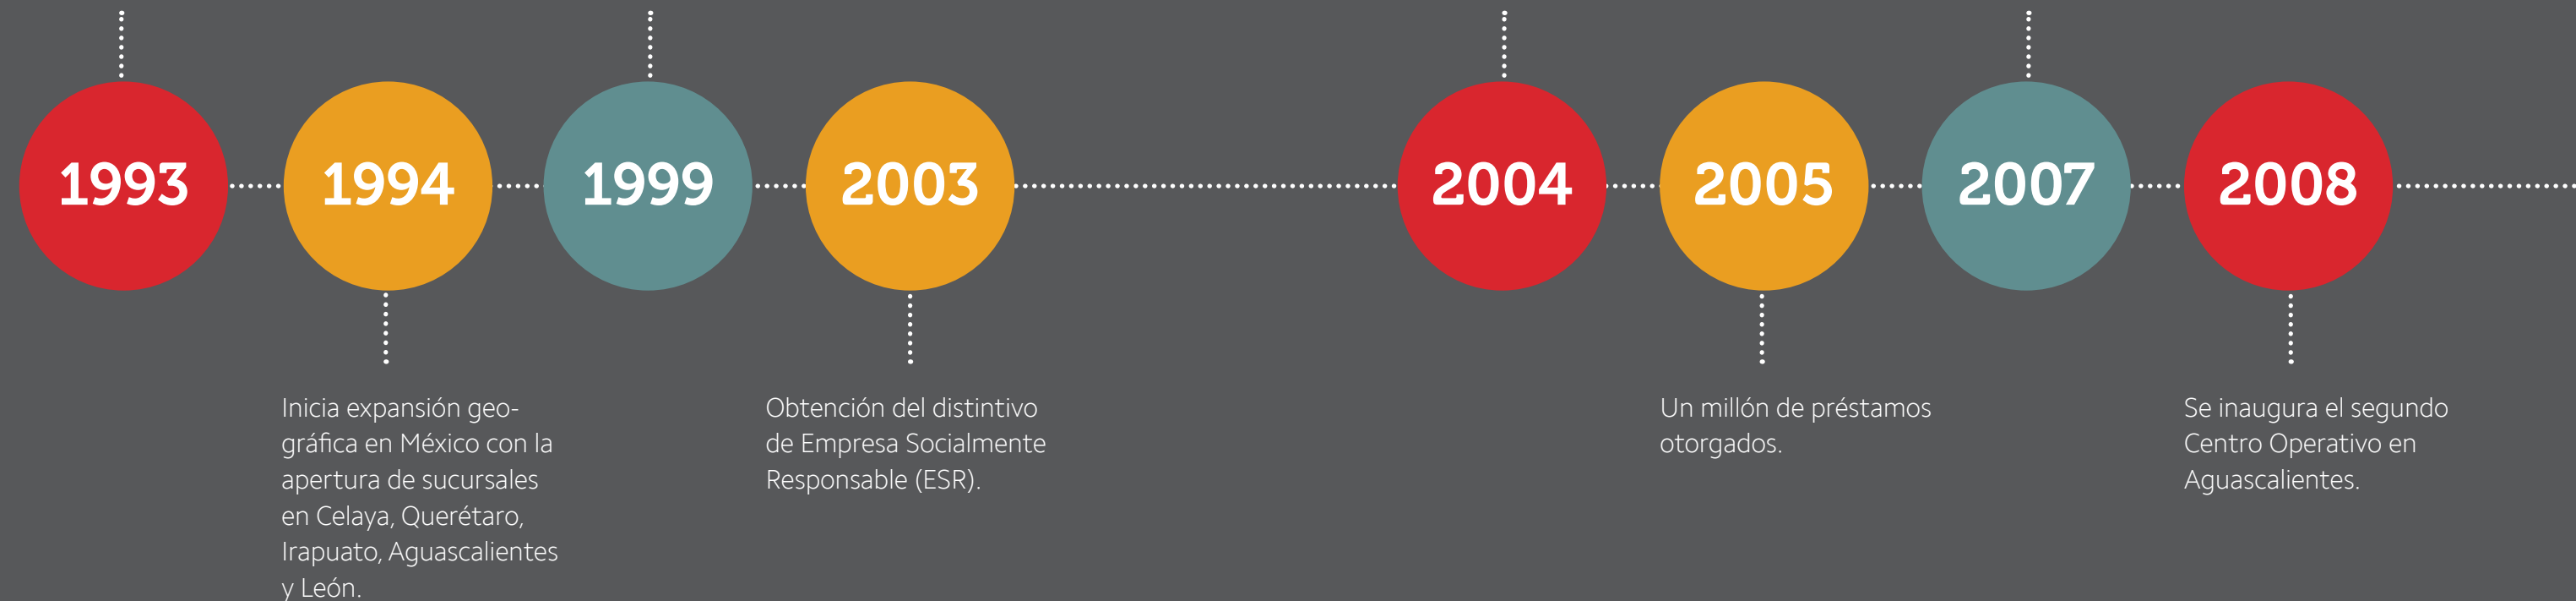 1993
1994
1999
2003
2004
2005
2007
2008
Inicia expansión geo-
gráfica en México con la
apertura de sucursales
en Celaya, Querétaro,
Irapuato, Aguascalientes
y León.
Obtención del distintivo
de Empresa Socialmente
Responsable (ESR).
Un millón de préstamos
otorgados.
Se inaugura el segundo
Centro Operativo en
Aguascalientes.